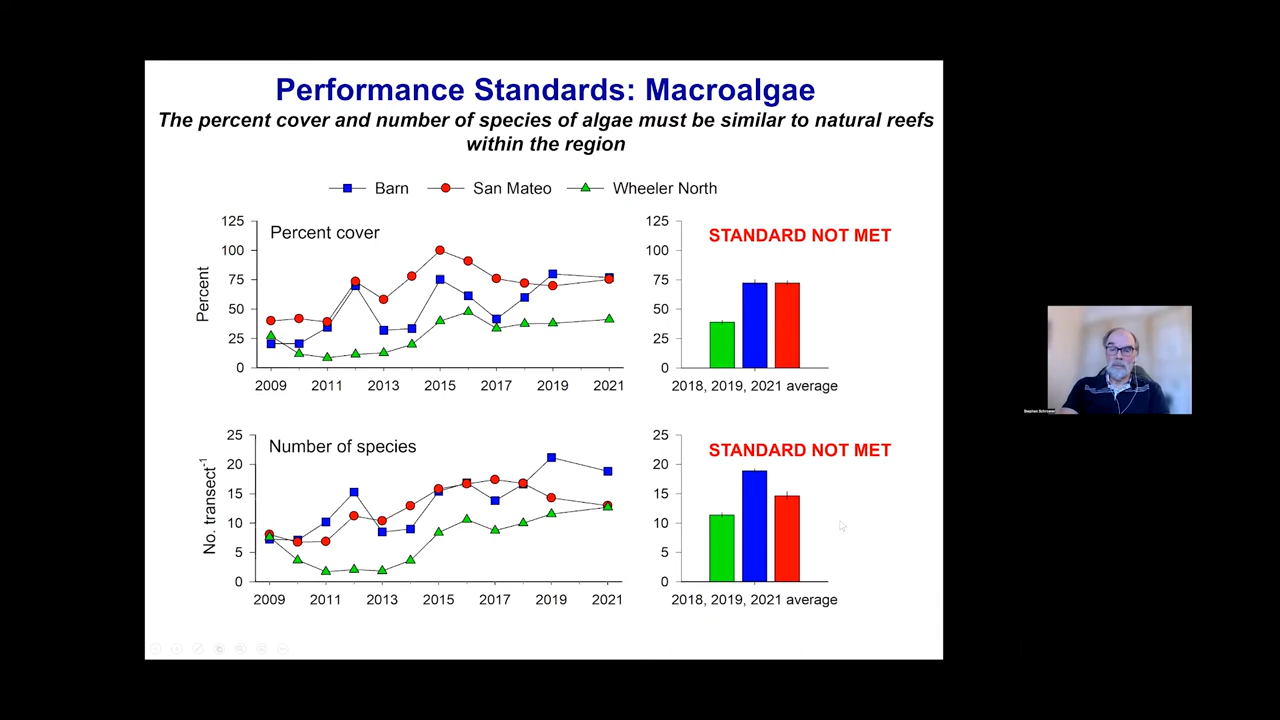 Performance Standards: Macroalgae
The percent cover and number of species of algae must be similar to natural reefs
within the region
Barn San Mateo Wheeler North
Percent cover
Percent
125
100
75
50
25
0
2009 2011 2013 2015 2017 2019 2021
STANDARD NOT MET
125
100
75
50
25
0
2018, 2019, 2021 average
Number of species
No. transect⁻¹
25
20
15
10
5
0
2009 2011 2013 2015 2017 2019 2021
STANDARD NOT MET
25
20
15
10
5
0
2018, 2019, 2021 average
Stephen Schroeter